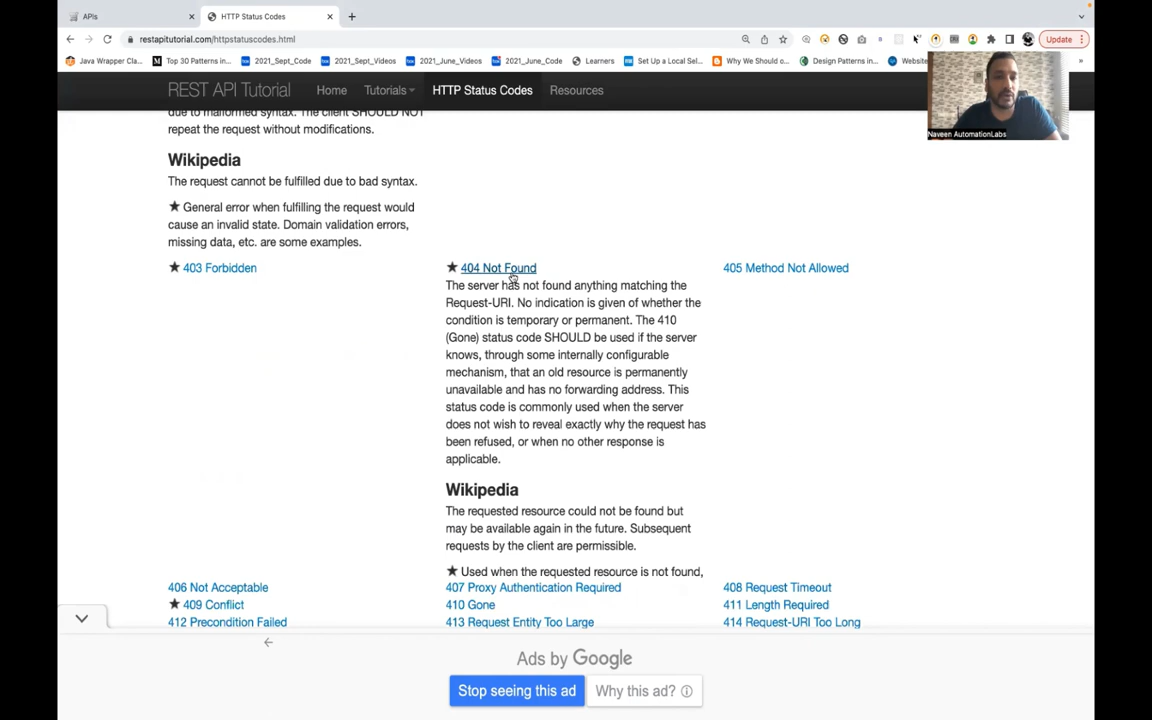 APIs
HTTP Status Codes
restapitutorial.com/httpstatuscodes.html
Update
Java Wrapper Cla...
Top 30 Patterns in...
2021_Sept_Code
2021_Sept_Videos
2021_June_Videos
2021_June_Code
Learners
Set Up a Local Sel...
Why We Should o...
Design Patterns in...
Website
REST API Tutorial
Home
Tutorials
HTTP Status Codes
Resources
Naveen AutomationLabs
due to malformed syntax. The client SHOULD NOT
repeat the request without modifications.
Wikipedia
The request cannot be fulfilled due to bad syntax.
★ General error when fulfilling the request would
cause an invalid state. Domain validation errors,
missing data, etc. are some examples.
★ 403 Forbidden
★ 404 Not Found
The server has not found anything matching the
Request-URI. No indication is given of whether the
condition is temporary or permanent. The 410
(Gone) status code SHOULD be used if the server
knows, through some internally configurable
mechanism, that an old resource is permanently
unavailable and has no forwarding address. This
status code is commonly used when the server
does not wish to reveal exactly why the request has
been refused, or when no other response is
applicable.
Wikipedia
The requested resource could not be found but
may be available again in the future. Subsequent
requests by the client are permissible.
★ Used when the requested resource is not found,
405 Method Not Allowed
406 Not Acceptable
407 Proxy Authentication Required
408 Request Timeout
★ 409 Conflict
410 Gone
411 Length Required
412 Precondition Failed
413 Request Entity Too Large
414 Request-URI Too Long
Ads by Google
Stop seeing this ad
Why this ad?